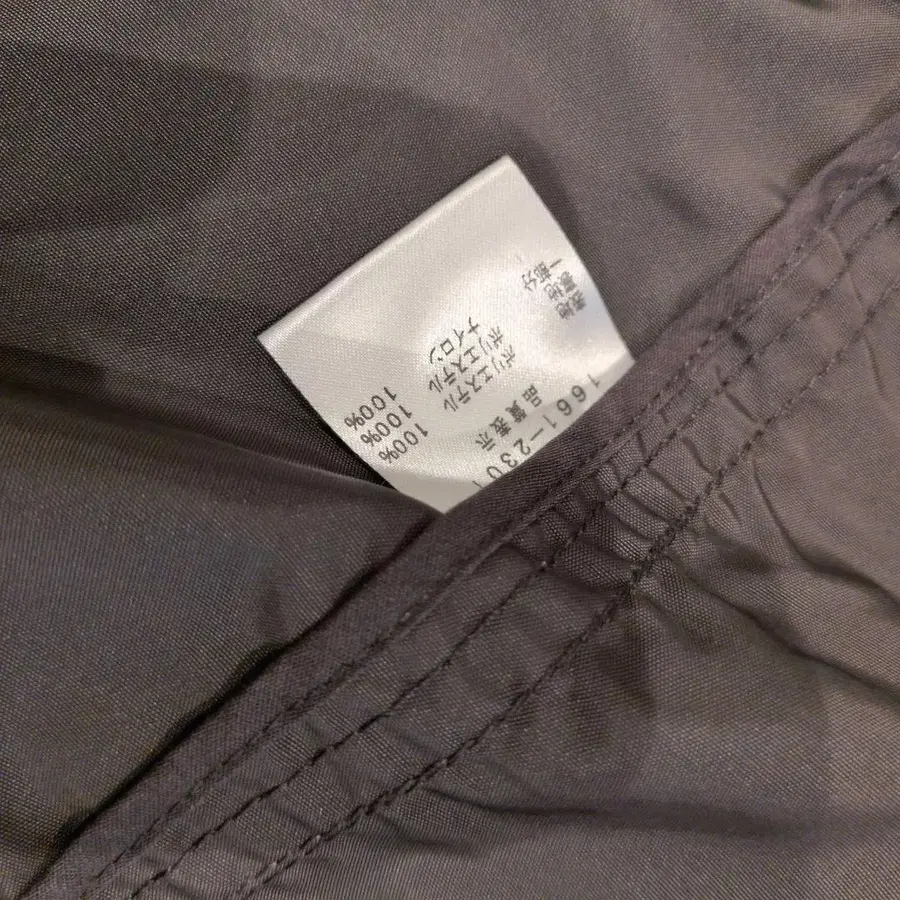 1661-230
品質表示
表地 ポリエステル 100%
裏地 ポリエステル 100%
一部分 ナイロン 100%